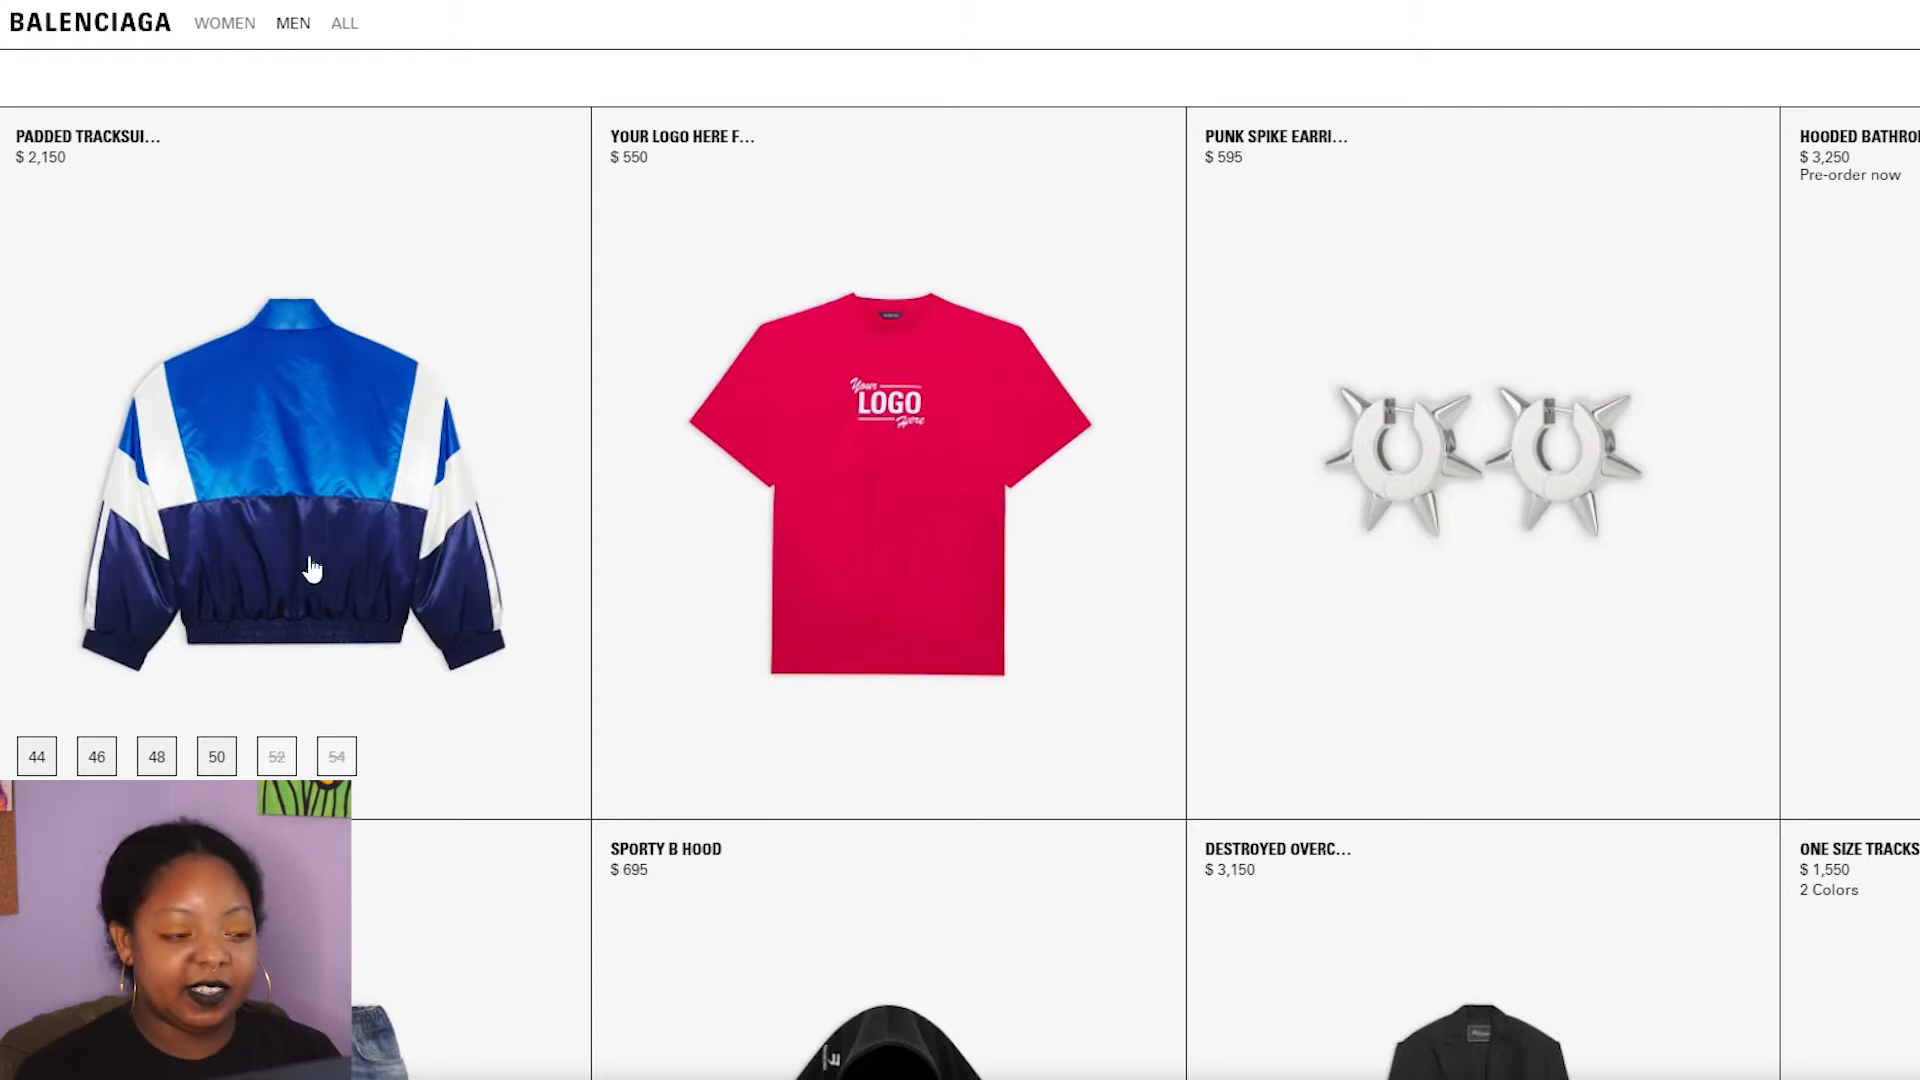 BALENCIAGA WOMEN MEN ALL
PADDED TRACKSUI...
$ 2,150
YOUR LOGO HERE F...
$ 550
PUNK SPIKE EARRI...
$ 595
HOODED BATHRO
$ 3,250
Pre-order now
Your
LOGO
Here
44 46 48 50 52 54
SPORTY B HOOD
$ 695
DESTROYED OVERC...
$ 3,150
ONE SIZE TRACKS
$ 1,550
2 Colors